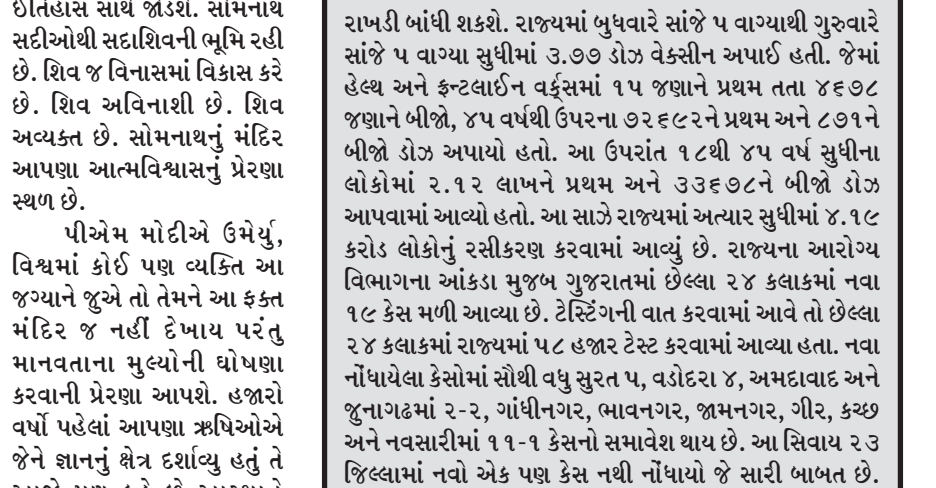 ઈતિહાસ સાથે જોડશે. સોમનાથ
સદીઓથી સદાશિવની ભૂમિ રહી
છે. શિવ જ વિનાસમાં વિકાસ કરે
છે. શિવ અવિનાશી છે. શિવ
અવ્યક્ત છે. સોમનાથનું મંદિર
આપણા આત્મવિશ્વાસનું પ્રેરણા
સ્થળ છે.
પીએમ મોદીએ ઉમેર્યુ,
વિશ્વમાં કોઈ પણ વ્યક્તિ આ
જગ્યાને જુએ તો તેમને આ ફક્ત
મંદિર જ નહીં દેખાય પરંતુ
માનવતાના મુલ્યોની ઘોષણા
કરવાની પ્રેરણા આપશે. હજારો
વર્ષો પહેલાં આપણા ઋષિઓએ
જેને જ્ઞાનનું ક્ષેત્ર દર્શાવ્યુ હતું તે
રાખડી બાંધી શકશે. રાજ્યમાં બુધવારે સાંજે ૫ વાગ્યાથી ગુરુવારે
સાંજે ૫ વાગ્યા સુધીમાં ૩.૭૭ ડોઝ વેક્સીન અપાઈ હતી. જેમાં
હેલ્થ અને ફ્રન્ટલાઈન વર્ક્સમાં ૧૫ જણાને પ્રથમ તતા ૪૬૭૮
જણાને બીજો, ૪૫ વર્ષથી ઉપરના ૭૨૬૯૨ને પ્રથમ અને ૮૭૧ને
બીજો ડોઝ અપાયો હતો. આ ઉપરાંત ૧૮થી ૪૫ વર્ષ સુધીના
લોકોમાં ૨.૧૨ લાખને પ્રથમ અને ૩૩૬૭૮ને બીજો ડોઝ
આપવામાં આવ્યો હતો. આ સાઝે રાજ્યમાં અત્યાર સુધીમાં ૪.૧૯
કરોડ લોકોનું રસીકરણ કરવામાં આવ્યું છે. રાજ્યના આરોગ્ય
વિભાગના આંકડા મુજબ ગુજરાતમાં છેલ્લા ૨૪ કલાકમાં નવા
૧૯ કેસ મળી આવ્યા છે. ટેસ્ટિંગની વાત કરવામાં આવે તો છેલ્લા
૨૪ કલાકમાં રાજ્યમાં ૫૮ હજાર ટેસ્ટ કરવામાં આવ્યા હતા. નવા
નોંધાયેલા કેસોમાં સૌથી વધુ સુરત ૫, વડોદરા ૪, અમદાવાદ અને
જુનાગઢમાં ૨-૨, ગાંધીનગર, ભાવનગર, જામનગર, ગીર, કચ્છ
અને નવસારીમાં ૧૧-૧ કેસનો સમાવેશ થાય છે. આ સિવાય ૨૩
જિલ્લામાં નવો એક પણ કેસ નથી નોંધાયો જે સારી બાબત છે.